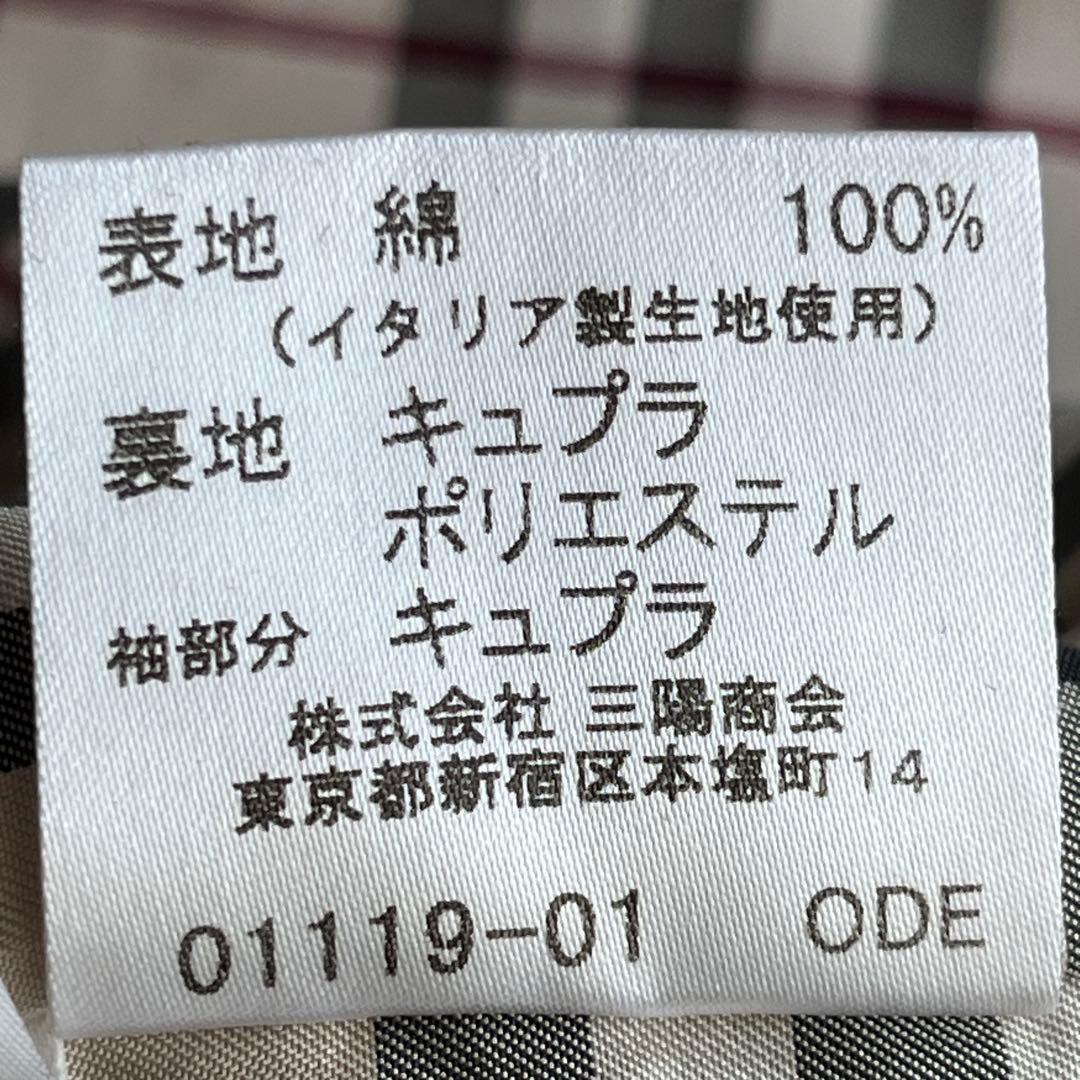 表地 綿 100%
(イタリア製生地使用)
裏地 キュプラ
ポリエステル
袖部分 キュプラ
株式会社 三陽商会
東京都新宿区本塩町14
01119-01 ODE